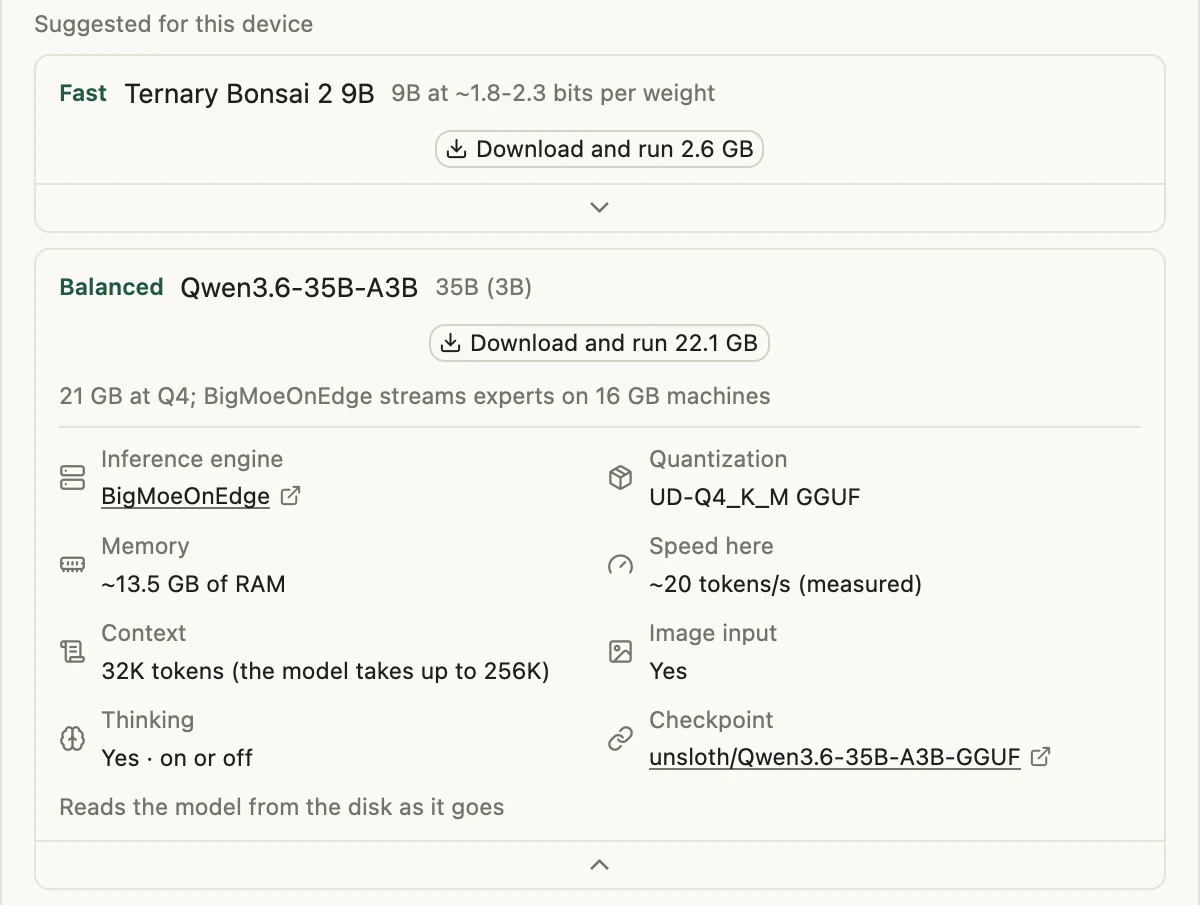 Suggested for this device
Fast Ternary Bonsai 2 9B 9B at ~1.8-2.3 bits per weight
Download and run 2.6 GB
Balanced Qwen3.6-35B-A3B 35B (3B)
Download and run 22.1 GB
21 GB at Q4; BigMoeOnEdge streams experts on 16 GB machines
Inference engine
BigMoeOnEdge
Quantization
UD-Q4_K_M GGUF
Memory
~13.5 GB of RAM
Speed here
~20 tokens/s (measured)
Context
32K tokens (the model takes up to 256K)
Image input
Yes
Thinking
Yes · on or off
Checkpoint
unsloth/Qwen3.6-35B-A3B-GGUF
Reads the model from the disk as it goes